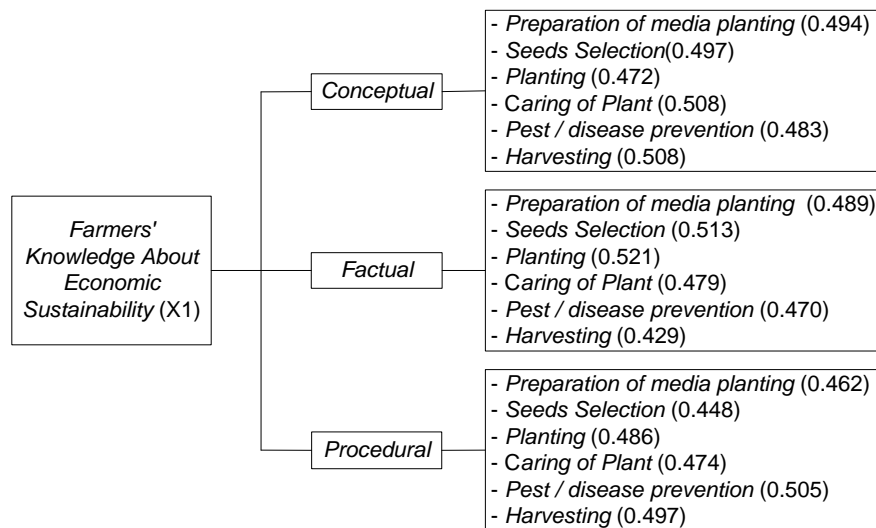 Farmers'
Knowledge About
Economic
Sustainability (X1)
Conceptual
- Preparation of media planting (0.494)
- Seeds Selection(0.497)
- Planting (0.472)
- Caring of Plant (0.508)
- Pest / disease prevention (0.483)
- Harvesting (0.508)
Factual
- Preparation of media planting (0.489)
- Seeds Selection (0.513)
- Planting (0.521)
- Caring of Plant (0.479)
- Pest / disease prevention (0.470)
- Harvesting (0.429)
Procedural
- Preparation of media planting (0.462)
- Seeds Selection (0.448)
- Planting (0.486)
- Caring of Plant (0.474)
- Pest / disease prevention (0.505)
- Harvesting (0.497)